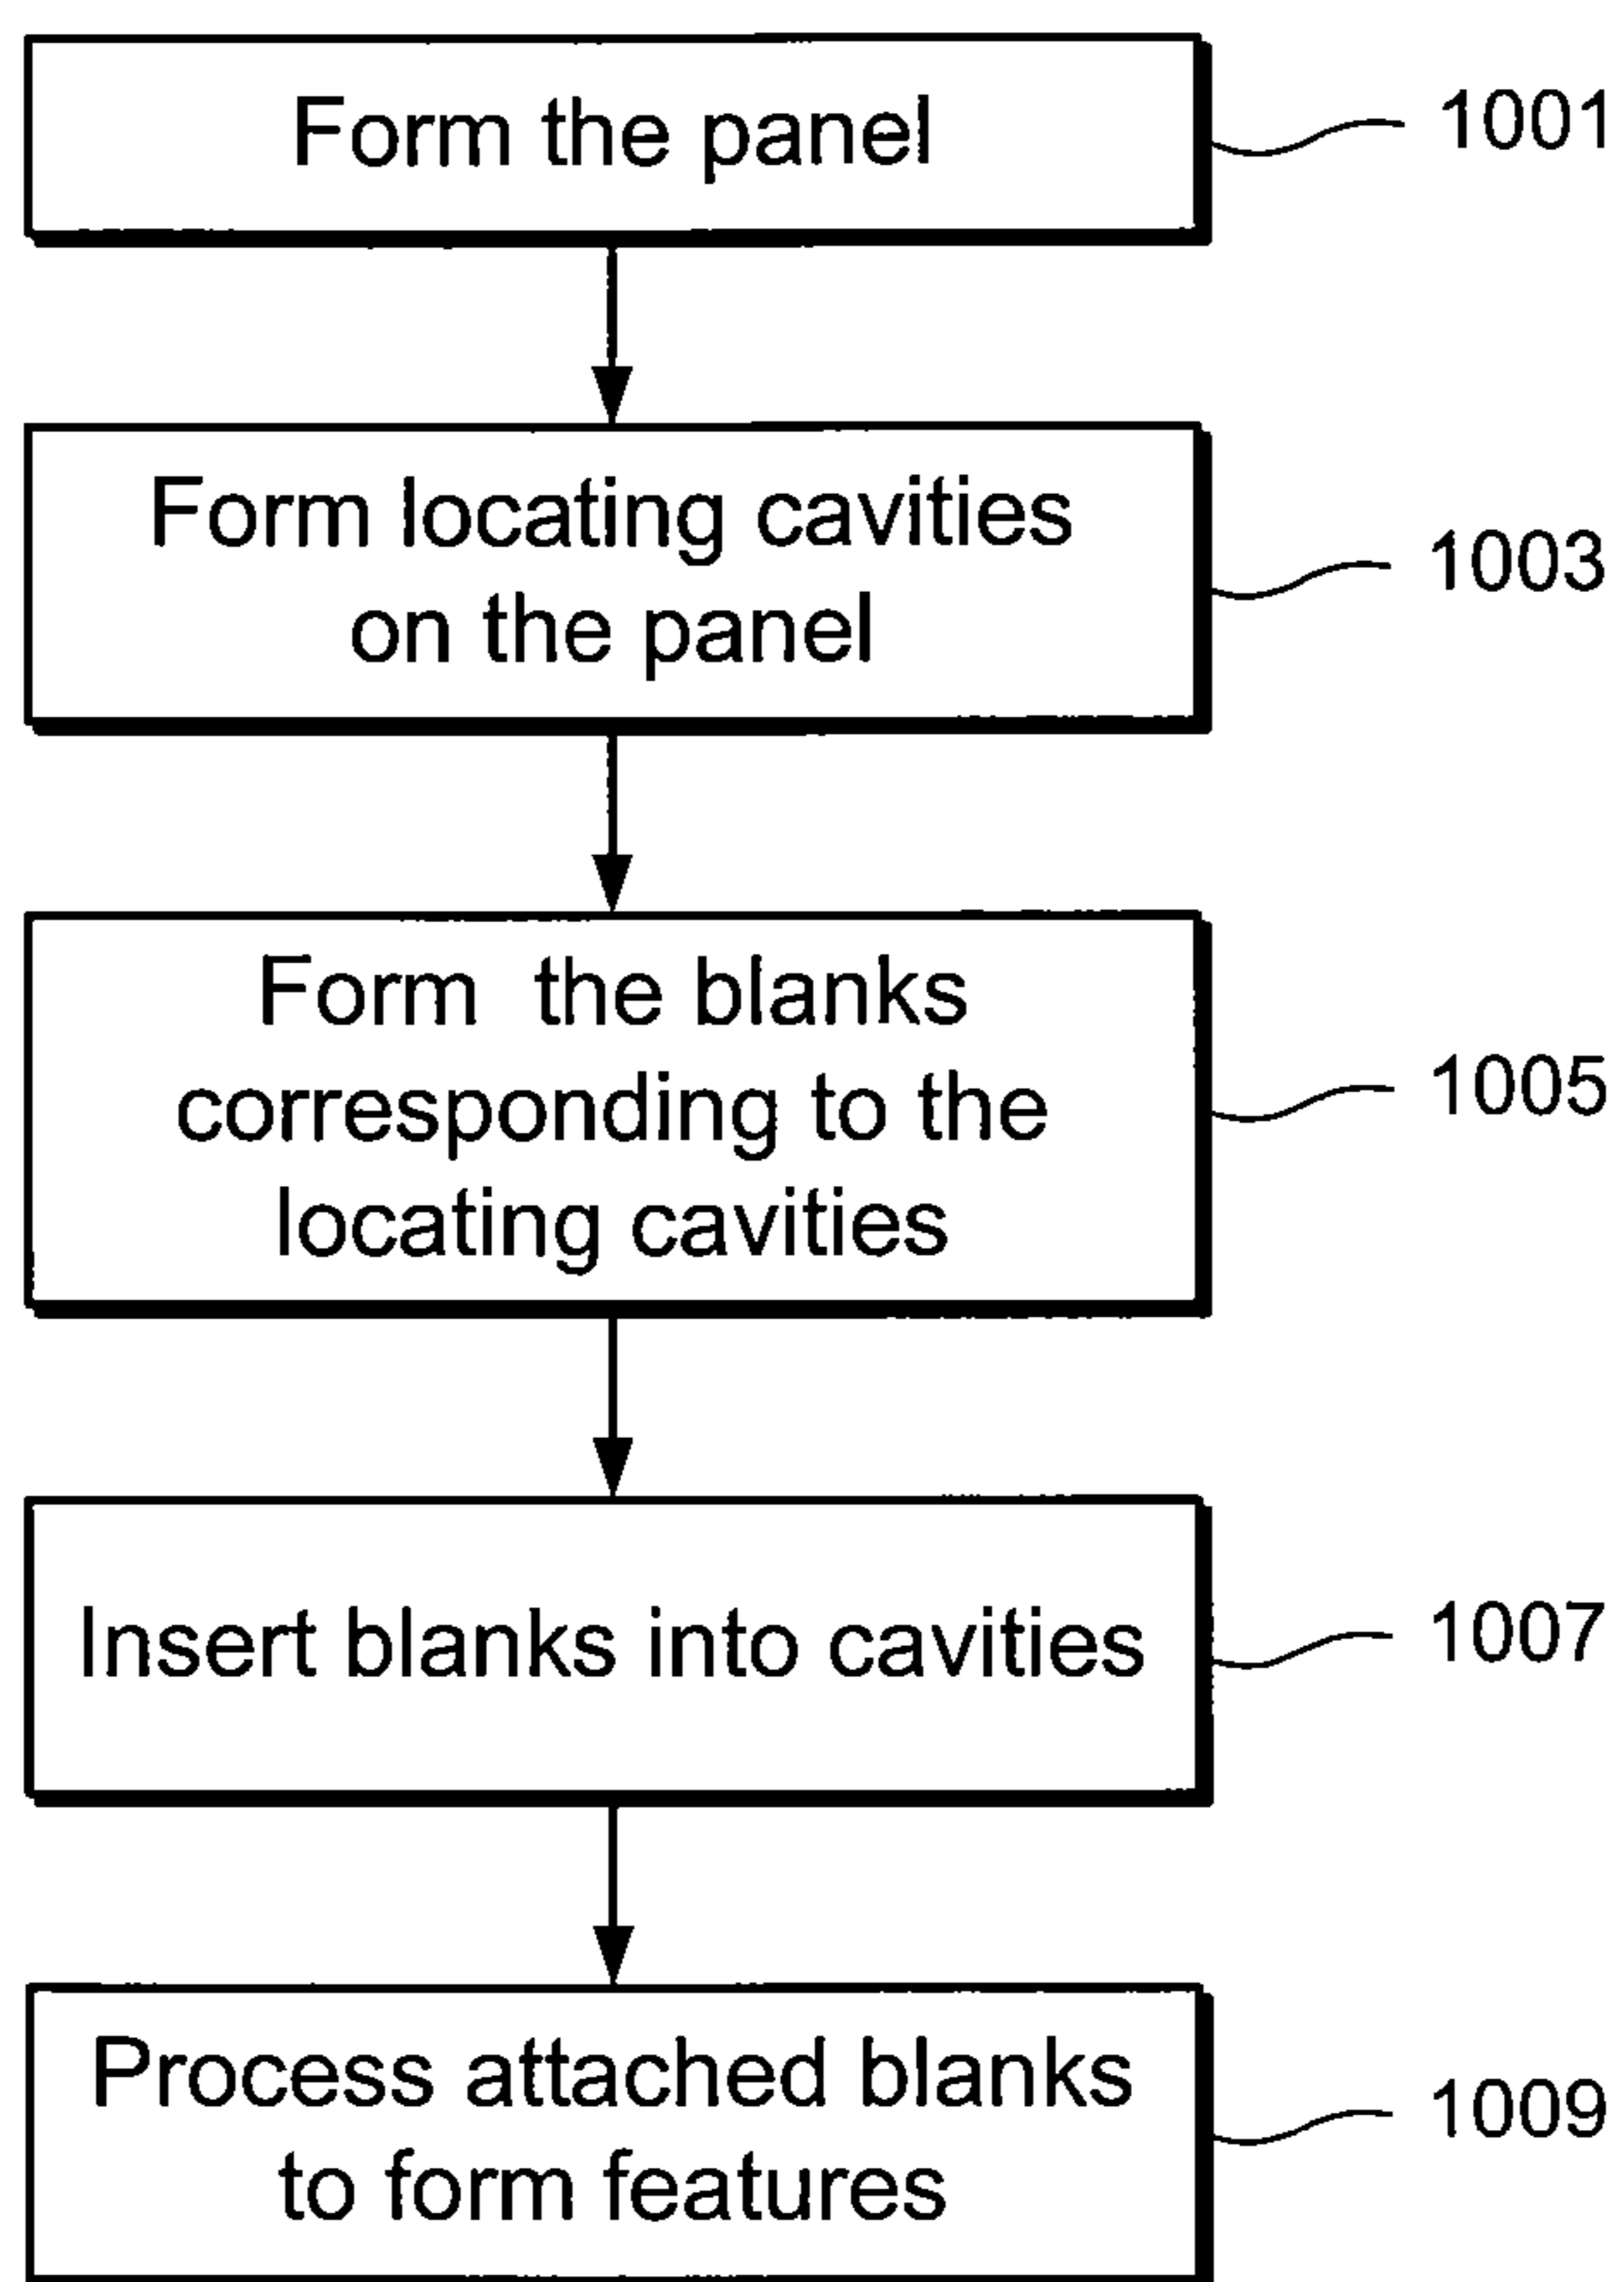 Form the panel
1001
Form locating cavities
on the panel
1003
Form the blanks
corresponding to the
locating cavities
1005
Insert blanks into cavities
1007
Process attached blanks
to form features
1009